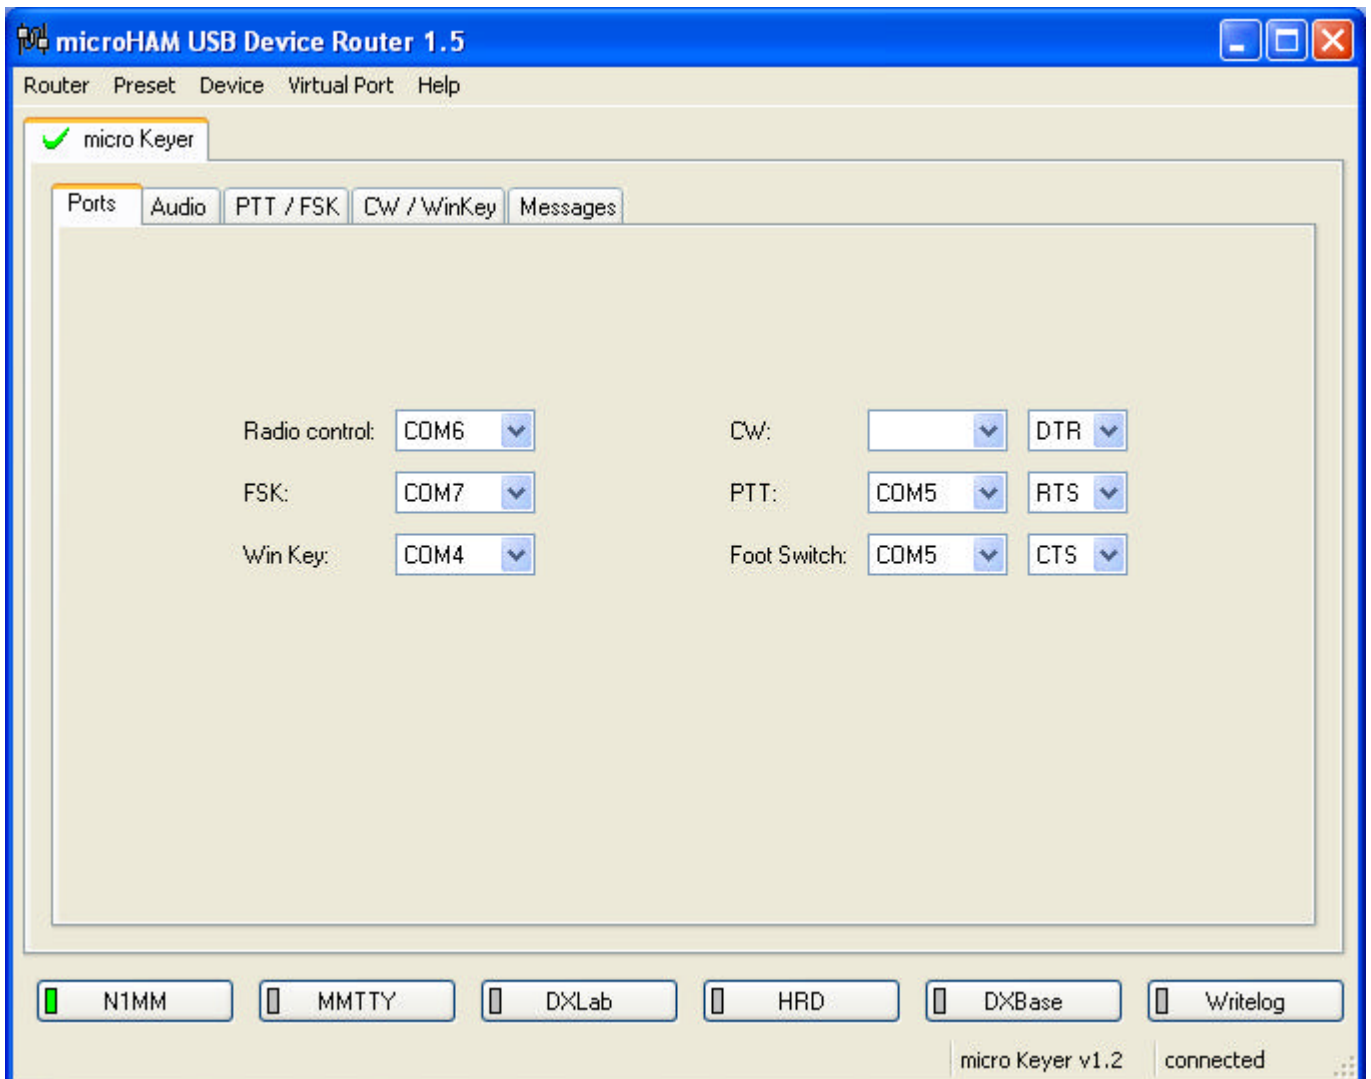 microHAM USB Device Router 1.5
Router Preset Device Virtual Port Help
micro Keyer
Ports Audio PTT / FSK CW / WinKey Messages
Radio control: COM6 CW: DTR
FSK: COM7 PTT: COM5 RTS
Win Key: COM4 Foot Switch: COM5 CTS
N1MM MMTTY DXLab HRD DXBase Writelog
micro Keyer v1.2 connected